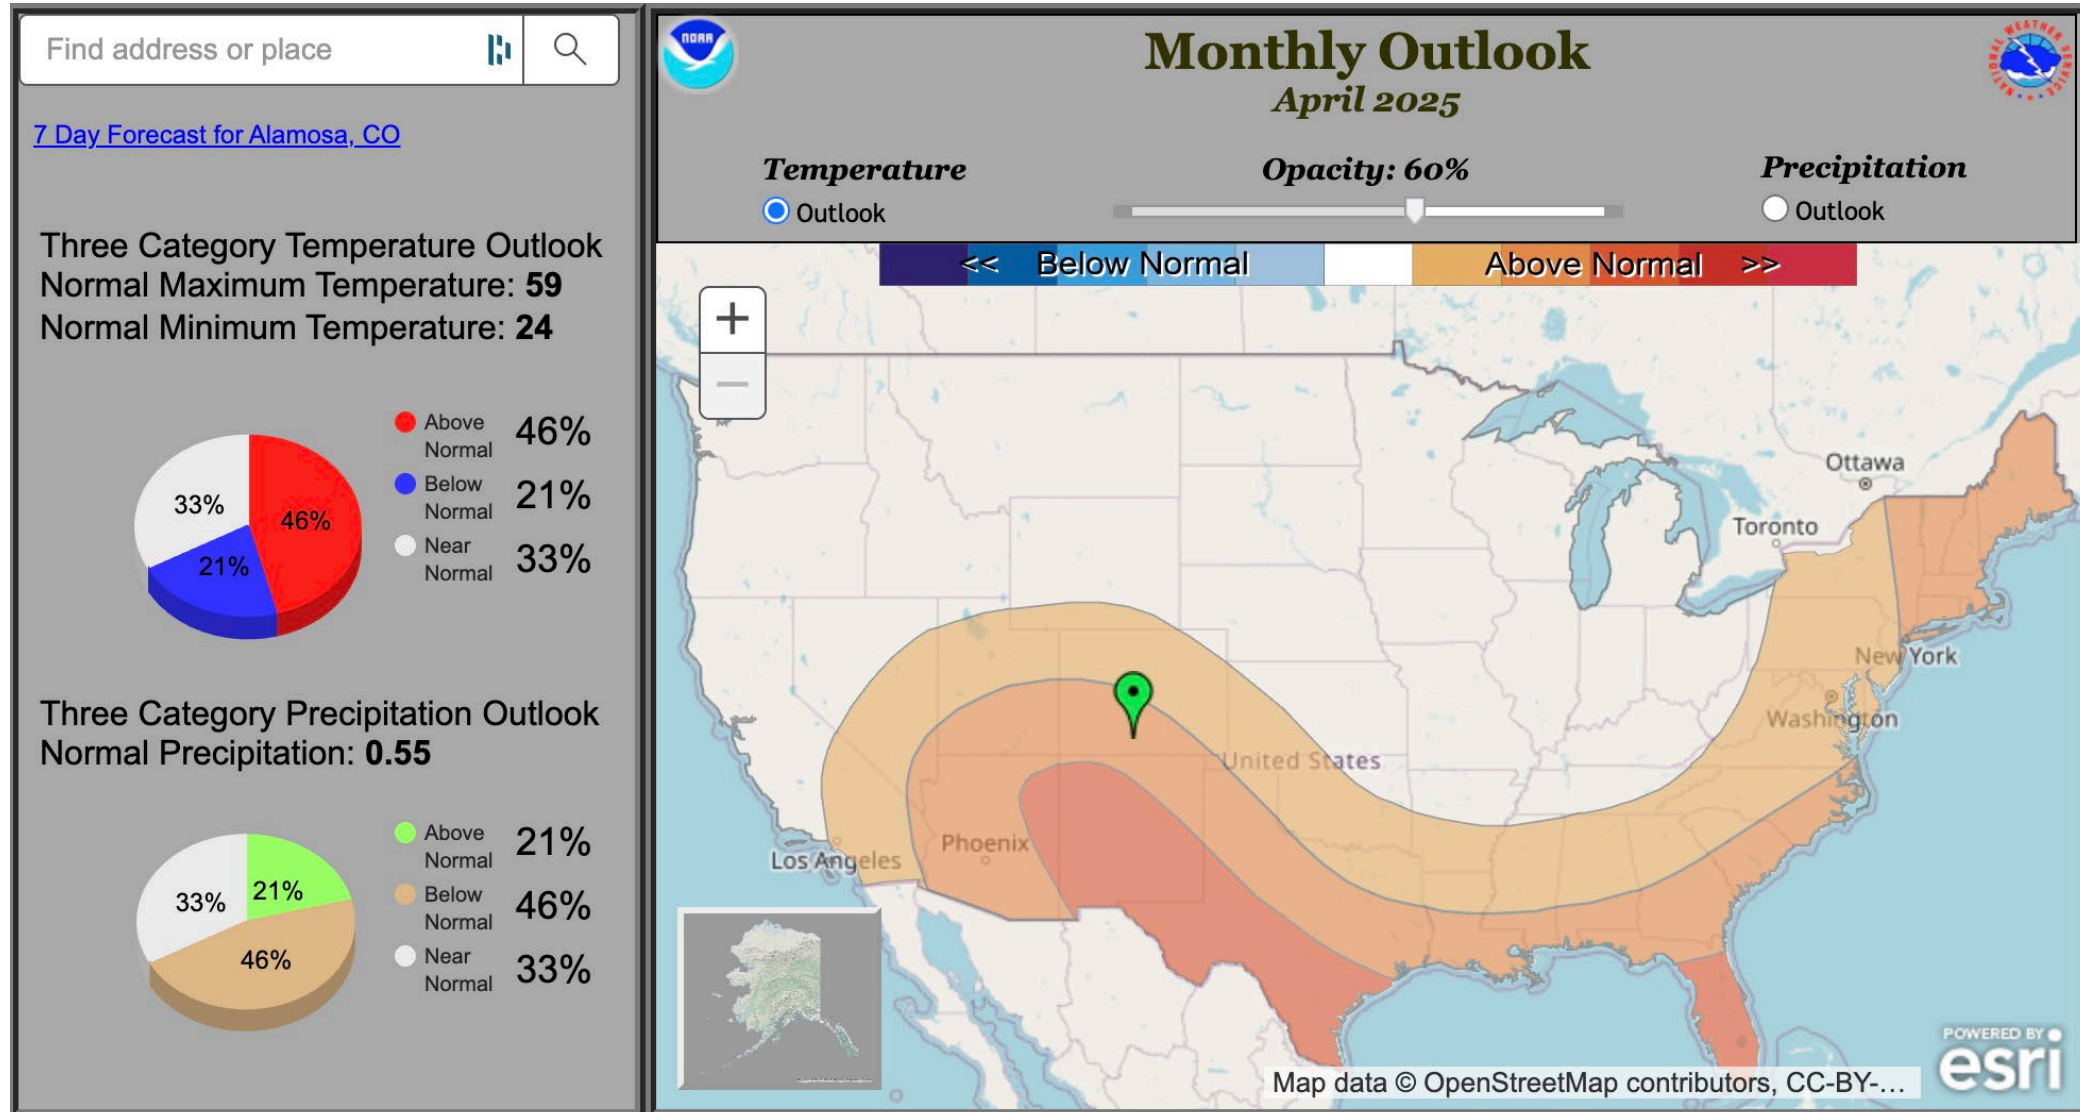 Find address or place
7 Day Forecast for Alamosa, CO
Three Category Temperature Outlook
Normal Maximum Temperature: 59
Normal Minimum Temperature: 24
Above
Normal
46%
Below
Normal
21%
Near
Normal
33%
33%
46%
21%
Three Category Precipitation Outlook
Normal Precipitation: 0.55
Above
Normal
21%
Below
Normal
46%
Near
Normal
33%
33%
21%
46%
NOAA
Monthly Outlook
April 2025
NATIONAL WEATHER SERVICE
Temperature
Outlook
Opacity: 60%
Precipitation
Outlook
<< Below Normal
Above Normal >>
+
−
Ottawa
Toronto
New York
Washington
United States
Phoenix
Los Angeles
POWERED BY
esri
Map data © OpenStreetMap contributors, CC-BY-...